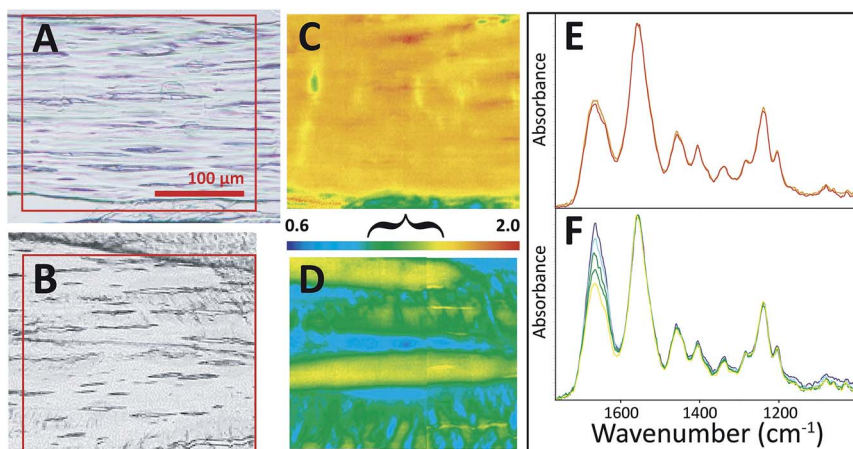 A
100 μm
B
C
0.6
2.0
D
E
Absorbance
F
Absorbance
1600
1400
1200
Wavenumber (cm-1)